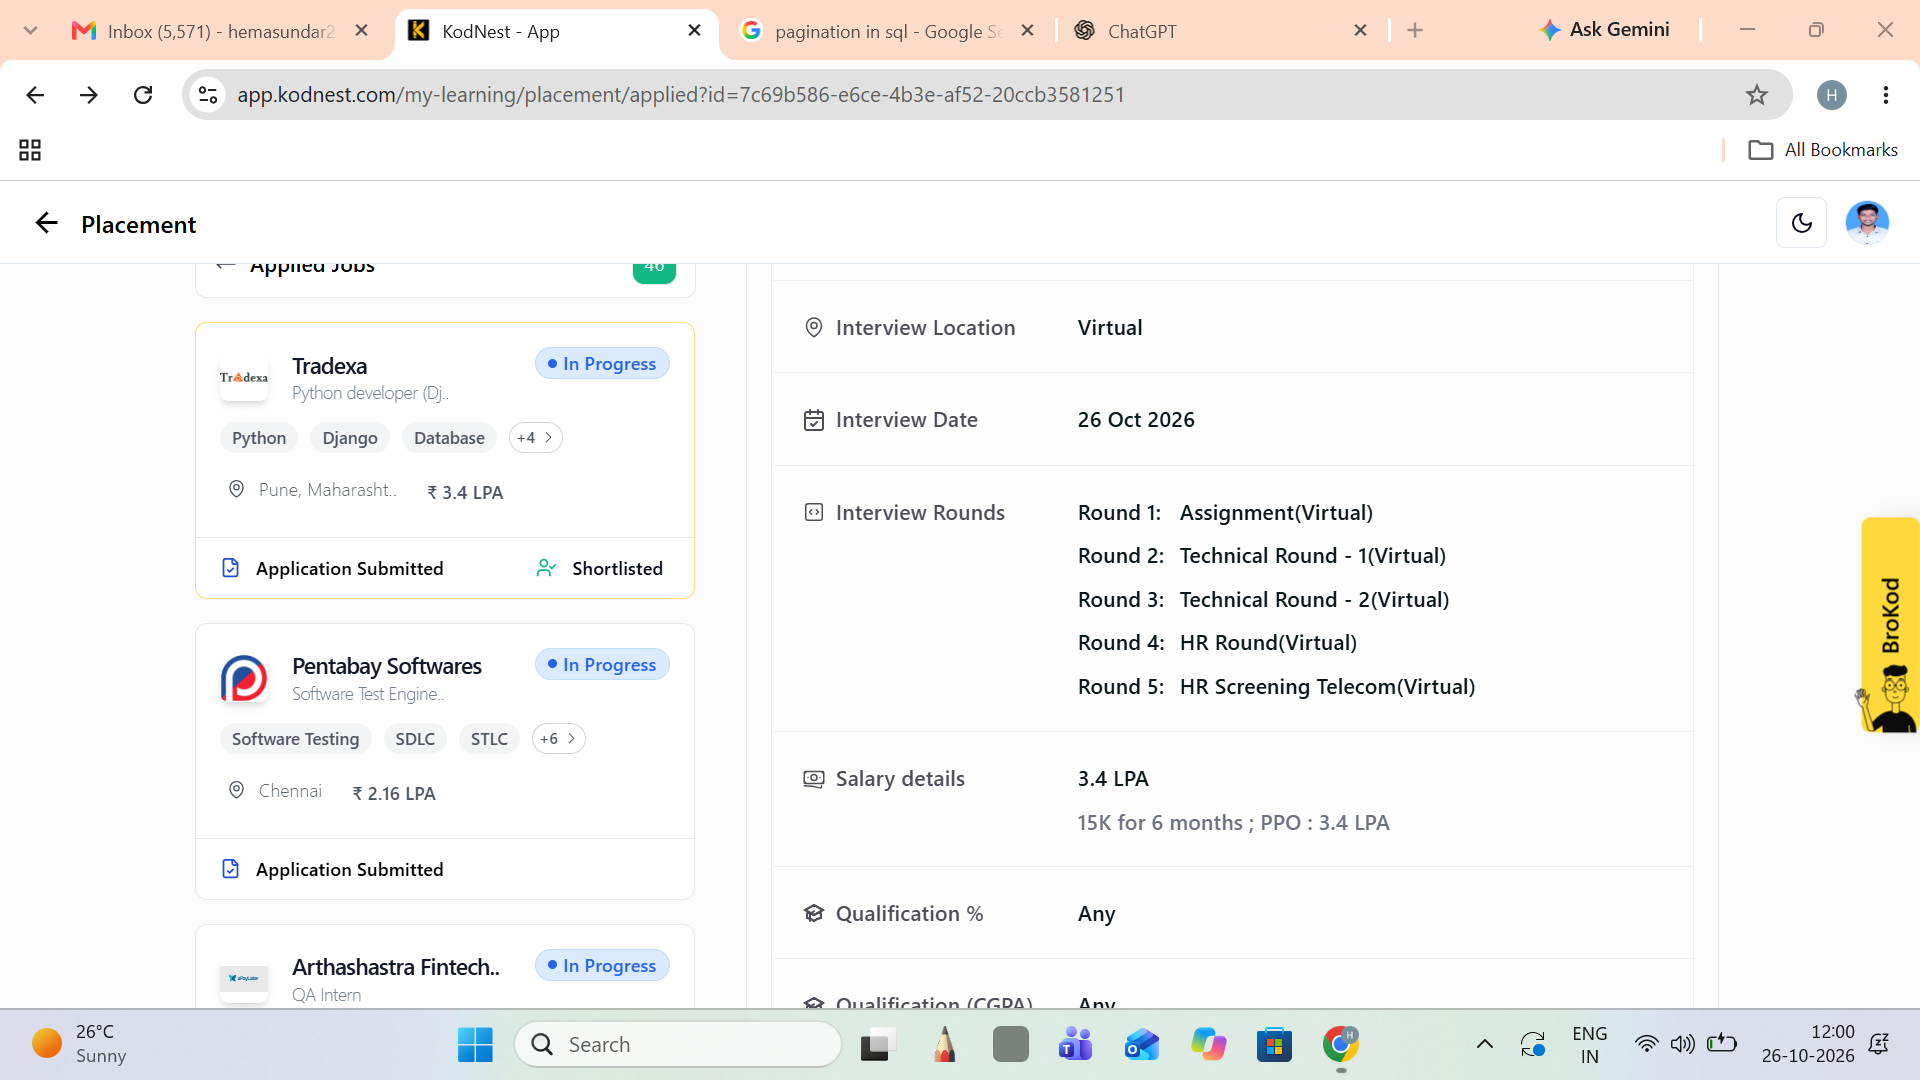 Inbox (5,571) - hemasundar2
KodNest - App
pagination in sql - Google Se
ChatGPT
Ask Gemini
app.kodnest.com/my-learning/placement/applied?id=7c69b586-e6ce-4b3e-af52-20ccb3581251
H
All Bookmarks
Placement
Applied Jobs
46
Tradexa
Tradexa
In Progress
Python developer (Dj..
Python
Django
Database
+4
Pune, Maharasht..
₹ 3.4 LPA
Application Submitted
Shortlisted
Pentabay Softwares
In Progress
Software Test Engine..
Software Testing
SDLC
STLC
+6
Chennai
₹ 2.16 LPA
Application Submitted
ePayLater
Arthashastra Fintech..
In Progress
QA Intern
Interview Location
Virtual
Interview Date
26 Oct 2026
Interview Rounds
Round 1: Assignment(Virtual)
Round 2: Technical Round - 1(Virtual)
Round 3: Technical Round - 2(Virtual)
Round 4: HR Round(Virtual)
Round 5: HR Screening Telecom(Virtual)
Salary details
3.4 LPA
15K for 6 months ; PPO : 3.4 LPA
Qualification %
Any
Qualification (CGPA)
Any
BroKod
26°C
Sunny
Search
H
ENG
IN
12:00
26-10-2026